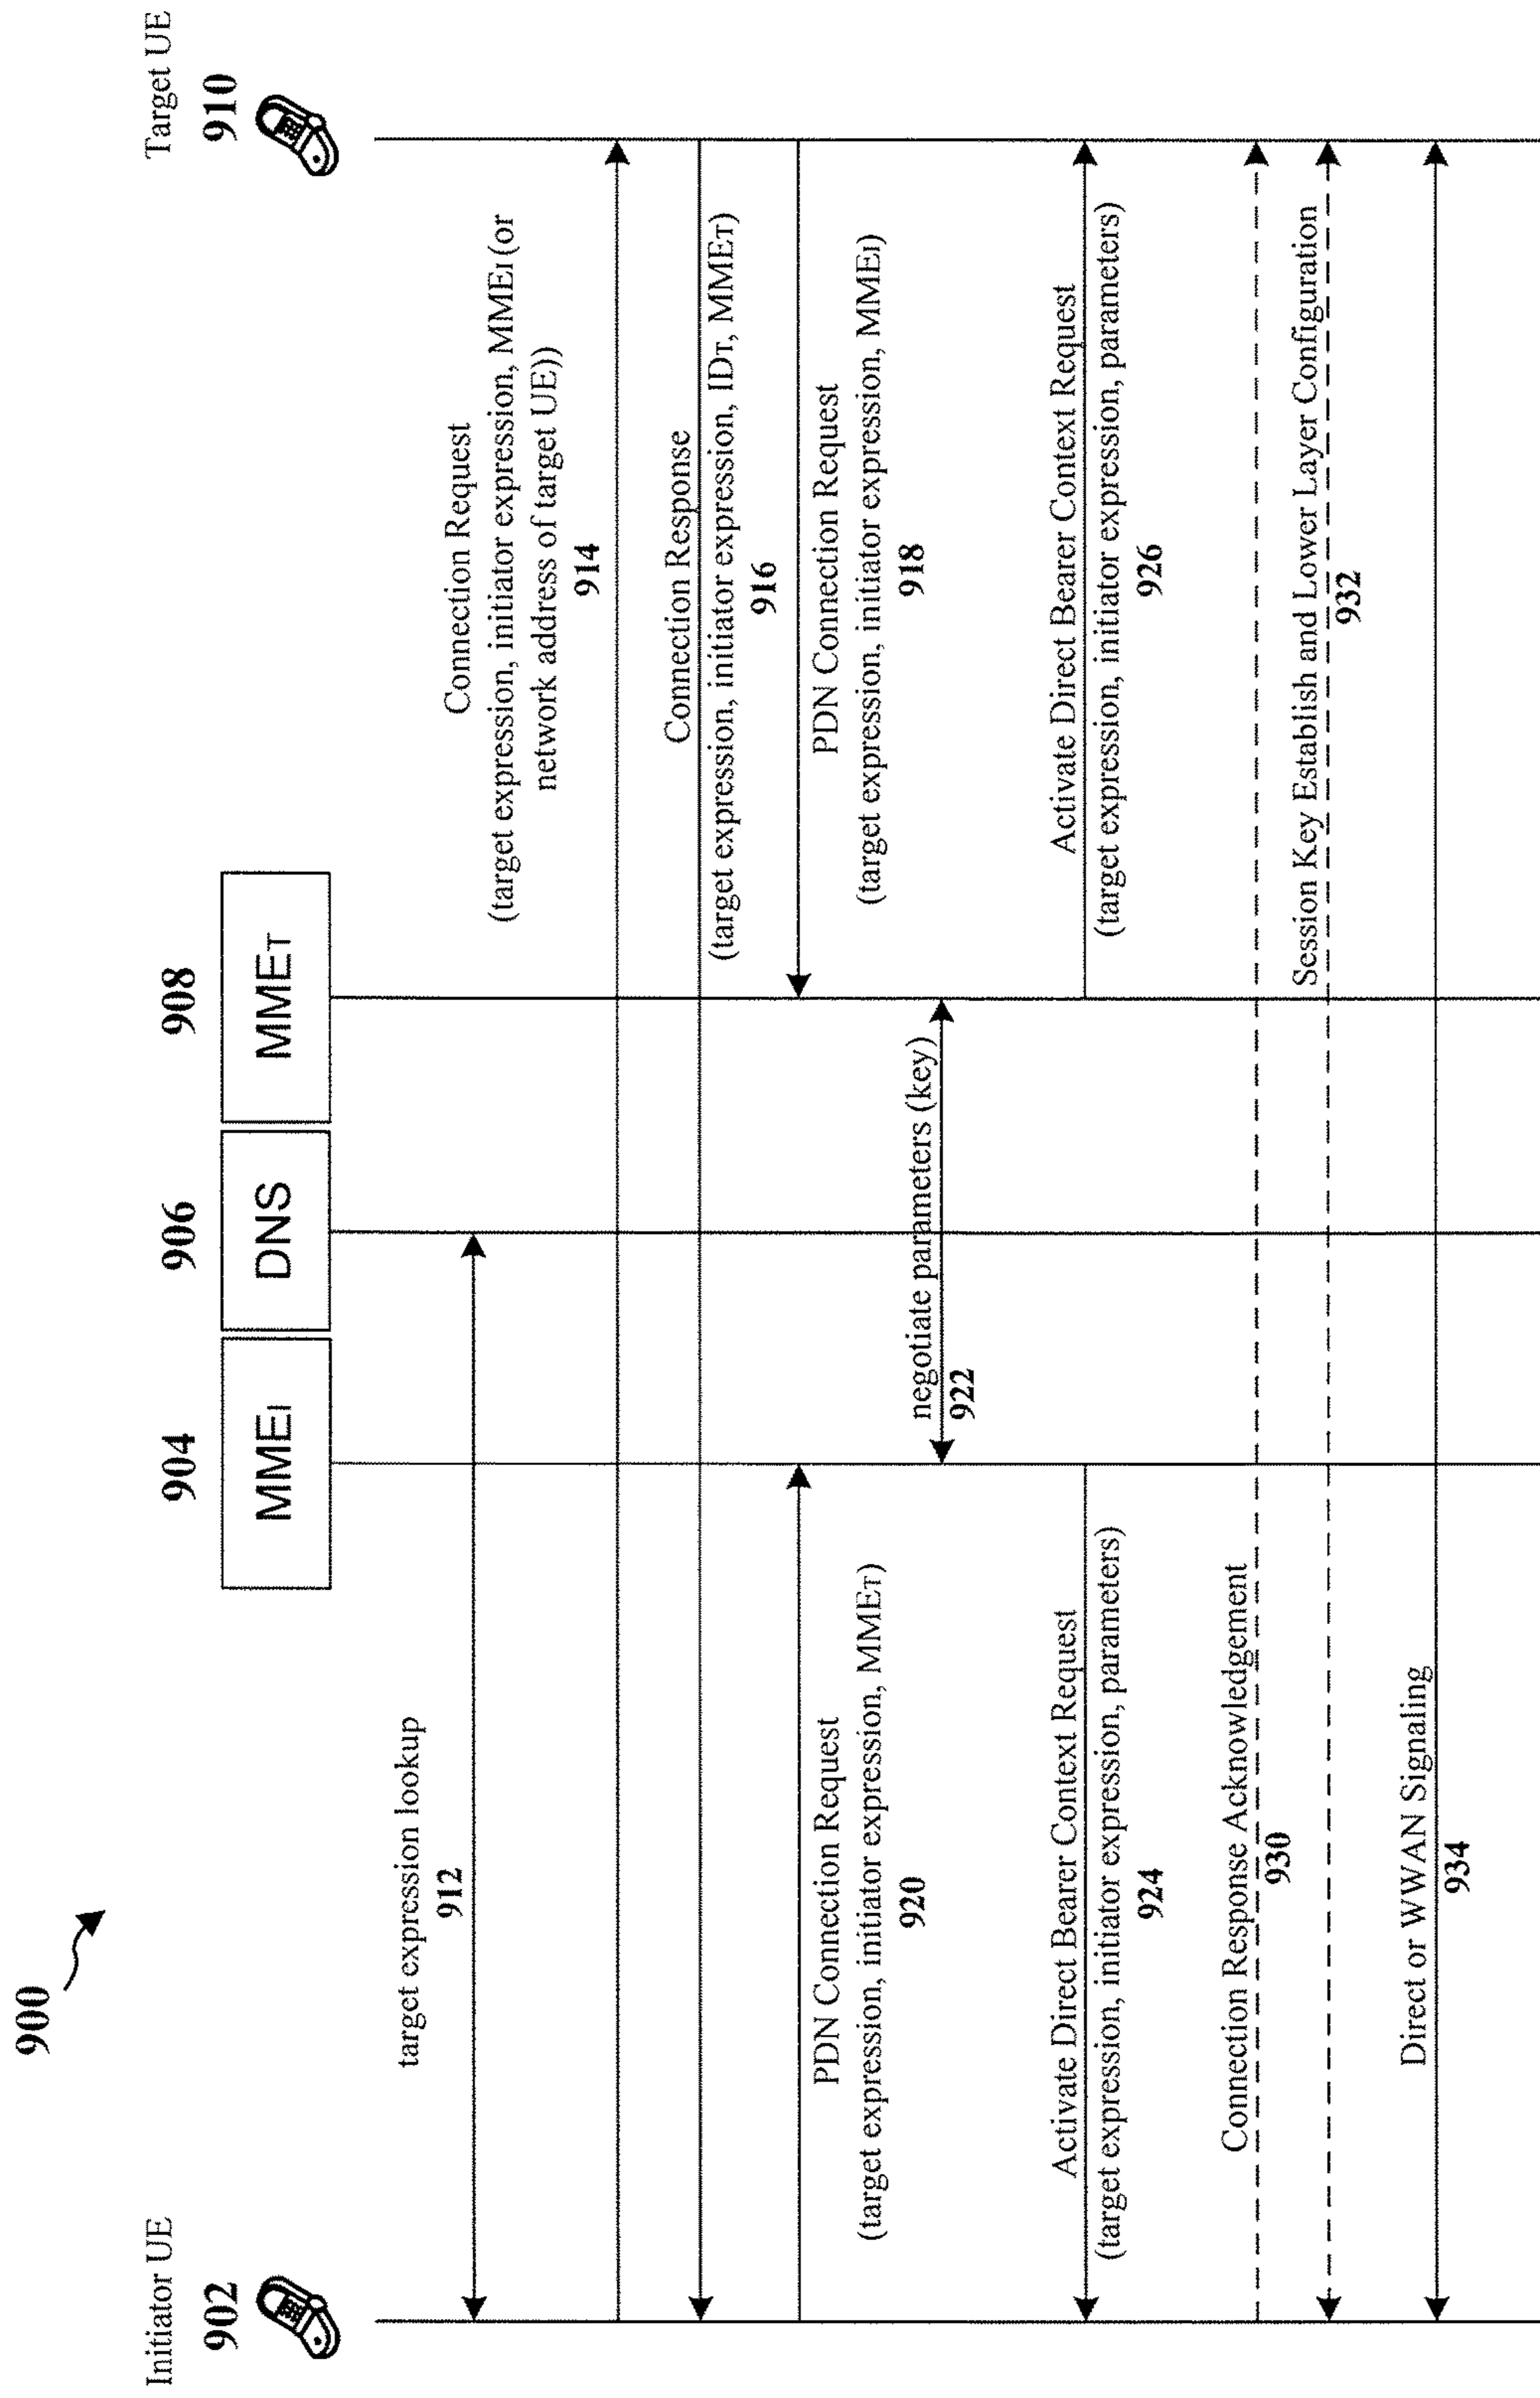 900
Initiator UE
902
904
MMEI
906
DNS
908
MMET
Target UE
910
target expression lookup
912
Connection Request
(target expression, initiator expression, MMEI (or
network address of target UE))
914
Connection Response
(target expression, initiator expression, IDT, MMET)
916
PDN Connection Request
(target expression, initiator expression, MMEI)
918
PDN Connection Request
(target expression, initiator expression, MMET)
920
negotiate parameters (key)
922
Activate Direct Bearer Context Request
(target expression, initiator expression, parameters)
924
Activate Direct Bearer Context Request
(target expression, initiator expression, parameters)
926
Connection Response Acknowledgement
930
Session Key Establish and Lower Layer Configuration
932
Direct or WWAN Signaling
934